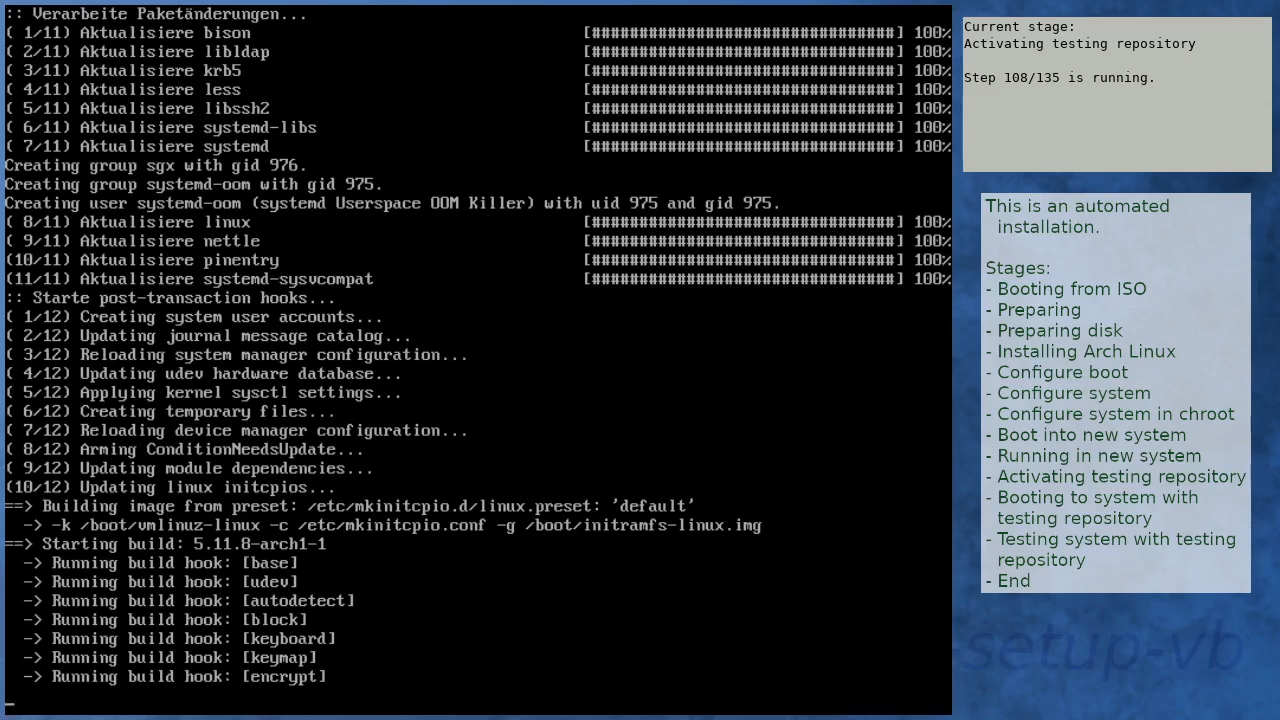 :: Verarbeite Paketänderungen...
( 1/11) Aktualisiere bison [################################] 100%
( 2/11) Aktualisiere libldap [################################] 100%
( 3/11) Aktualisiere krb5 [################################] 100%
( 4/11) Aktualisiere less [################################] 100%
( 5/11) Aktualisiere libssh2 [################################] 100%
( 6/11) Aktualisiere systemd-libs [################################] 100%
( 7/11) Aktualisiere systemd [################################] 100%
Creating group sgx with gid 976.
Creating group systemd-oom with gid 975.
Creating user systemd-oom (systemd Userspace OOM Killer) with uid 975 and gid 975.
( 8/11) Aktualisiere linux [################################] 100%
( 9/11) Aktualisiere nettle [################################] 100%
(10/11) Aktualisiere pinentry [################################] 100%
(11/11) Aktualisiere systemd-sysvcompat [################################] 100%
:: Starte post-transaction hooks...
( 1/12) Creating system user accounts...
( 2/12) Updating journal message catalog...
( 3/12) Reloading system manager configuration...
( 4/12) Updating udev hardware database...
( 5/12) Applying kernel sysctl settings...
( 6/12) Creating temporary files...
( 7/12) Reloading device manager configuration...
( 8/12) Arming ConditionNeedsUpdate...
( 9/12) Updating module dependencies...
(10/12) Updating linux initcpios...
==> Building image from preset: /etc/mkinitcpio.d/linux.preset: 'default'
  -> -k /boot/vmlinuz-linux -c /etc/mkinitcpio.conf -g /boot/initramfs-linux.img
==> Starting build: 5.11.8-arch1-1
  -> Running build hook: [base]
  -> Running build hook: [udev]
  -> Running build hook: [autodetect]
  -> Running build hook: [block]
  -> Running build hook: [keyboard]
  -> Running build hook: [keymap]
  -> Running build hook: [encrypt]
_
Current stage:
Activating testing repository
Step 108/135 is running.
This is an automated
installation.
Stages:
- Booting from ISO
- Preparing
- Preparing disk
- Installing Arch Linux
- Configure boot
- Configure system
- Configure system in chroot
- Boot into new system
- Running in new system
- Activating testing repository
- Booting to system with
testing repository
- Testing system with testing
repository
- End
-setup-vb